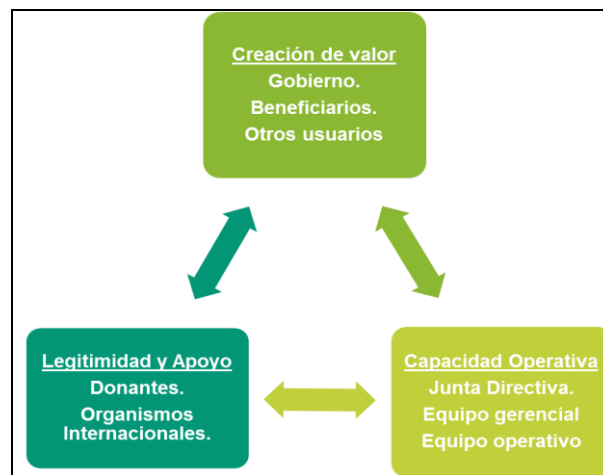 Creación de valor
Gobierno.
Beneficiarios.
Otros usuarios
Legitimidad y Apoyo
Donantes.
Organismos
Internacionales.
Capacidad Operativa
Junta Directiva.
Equipo gerencial
Equipo operativo